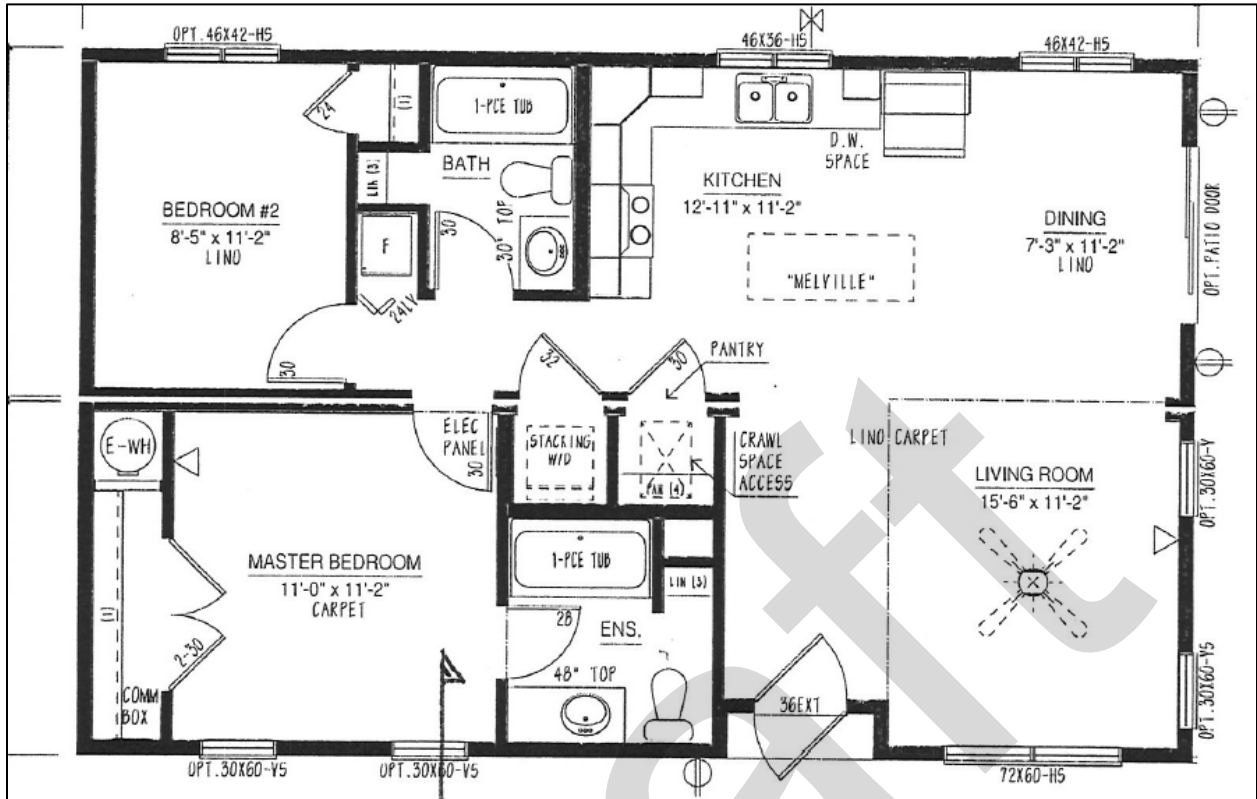 OPT.46X42-HS
46X36-HS
46X42-HS
24
(1)
1-PCE TUB
BATH
LIN (3)
D.W.
SPACE
KITCHEN
12'-11" x 11'-2"
BEDROOM #2
8'-5" x 11'-2"
LINO
DINING
7'-3" x 11'-2"
LINO
OPT.PATIO DOOR
F
30
30" TOP
"MELVILLE"
24LV
30
32
30
PANTRY
E-WH
ELEC
PANEL
30
STACKING
W/D
PAN (4)
CRAWL
SPACE
ACCESS
LINO
CARPET
LIVING ROOM
15'-6" x 11'-2"
OPT.30X60-V
MASTER BEDROOM
11'-0" x 11'-2"
CARPET
1-PCE TUB
LIN (3)
(1)
2-30
28
ENS.
48" TOP
COMM
BOX
36EXT
OPT.30X60-VS
OPT.30X60-VS
OPT.30X60-VS
72X60-HS